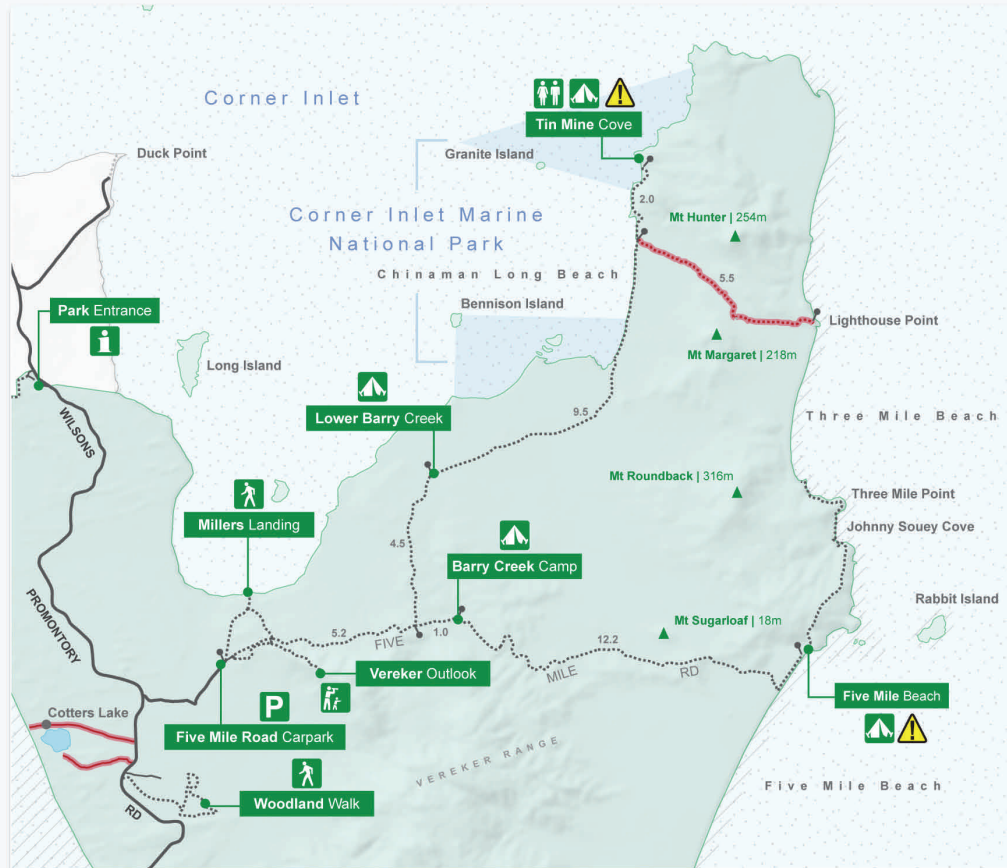 Corner Inlet
Tin Mine Cove
Duck Point
Granite Island
2.0
Corner Inlet Marine
National Park
Mt Hunter | 254m
Chinaman Long Beach
5.5
Park Entrance
i
Bennison Island
Lighthouse Point
Mt Margaret | 218m
Long Island
WILSONS
Lower Barry Creek
9.5
Three Mile Beach
Mt Roundback | 316m
Three Mile Point
Millers Landing
Johnny Souey Cove
4.5
Barry Creek Camp
PROMONTORY
Rabbit Island
Mt Sugarloaf | 18m
5.2
FIVE
1.0
12.2
MILE
RD
Vereker Outlook
Five Mile Beach
P
Cotters Lake
Five Mile Road Carpark
VEREKER RANGE
Five Mile Beach
Woodland Walk
RD